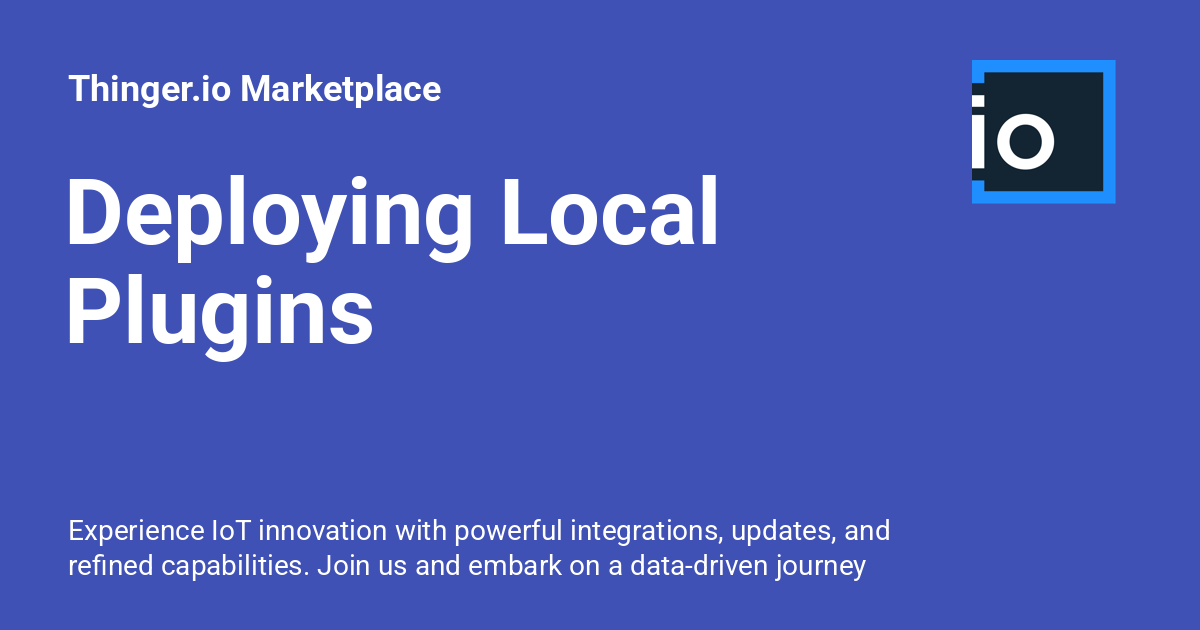 Thinger.io Marketplace
io
Deploying Local
Plugins
Experience IoT innovation with powerful integrations, updates, and
refined capabilities. Join us and embark on a data-driven journey